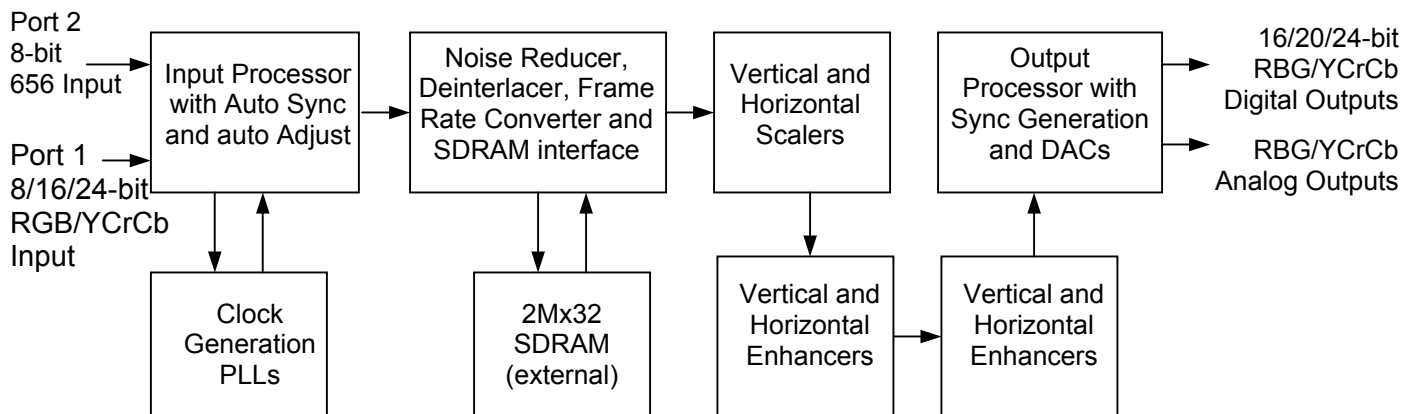 Port 2
8-bit
656 Input
Port 1
8/16/24-bit
RGB/YCrCb
Input
Input Processor
with Auto Sync
and auto Adjust
Clock
Generation
PLLs
Noise Reducer,
Deinterlacer, Frame
Rate Converter and
SDRAM interface
2Mx32
SDRAM
(external)
Vertical and
Horizontal
Scalers
Vertical and
Horizontal
Enhancers
Vertical and
Horizontal
Enhancers
Output
Processor with
Sync Generation
and DACs
16/20/24-bit
RBG/YCrCb
Digital Outputs
RBG/YCrCb
Analog Outputs